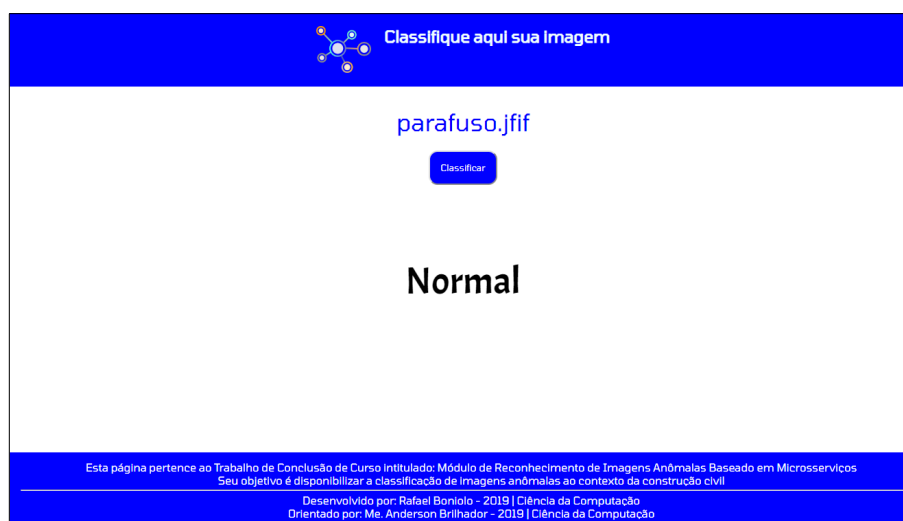 Classifique aqui sua imagem
parafuso.jfif
Classificar
Normal
Esta página pertence ao Trabalho de Conclusão de Curso intitulado: Módulo de Reconhecimento de Imagens Anômalas Baseado em Microsserviços
Seu objetivo é disponibilizar a classificação de imagens anômalas ao contexto da construção civil
Desenvolvido por: Rafael Boniolo - 2019 | Ciência da Computação
Orientado por: Me. Anderson Brilhador - 2019 | Ciência da Computação